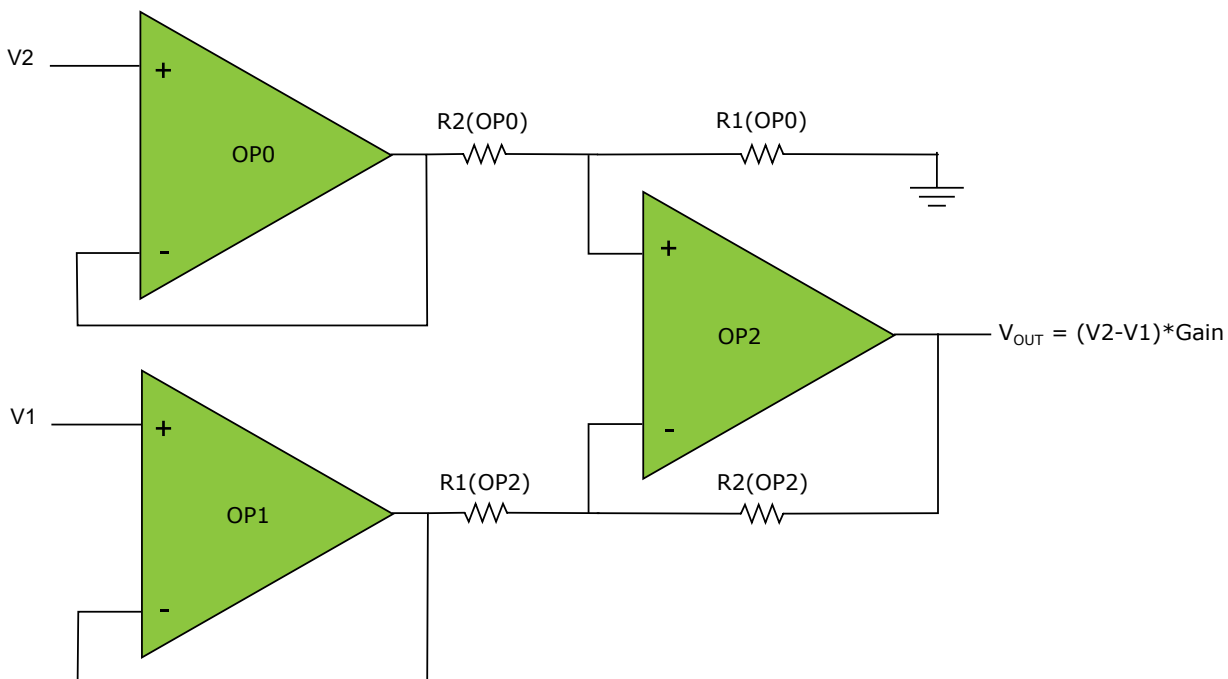 V2
+
-
OP0
R2(OP0)
R1(OP0)
+
-
OP2
V_OUT = (V2-V1)*Gain
V1
+
-
OP1
R1(OP2)
R2(OP2)